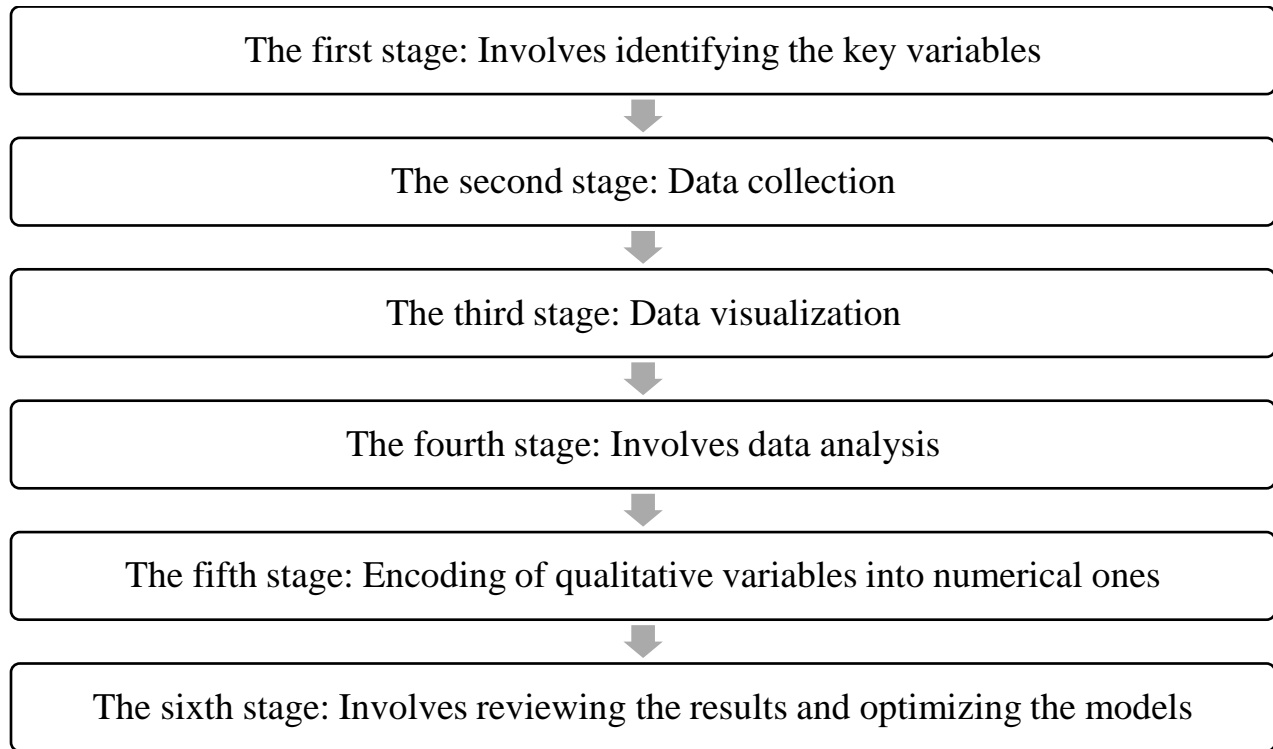 The first stage: Involves identifying the key variables
The second stage: Data collection
The third stage: Data visualization
The fourth stage: Involves data analysis
The fifth stage: Encoding of qualitative variables into numerical ones
The sixth stage: Involves reviewing the results and optimizing the models